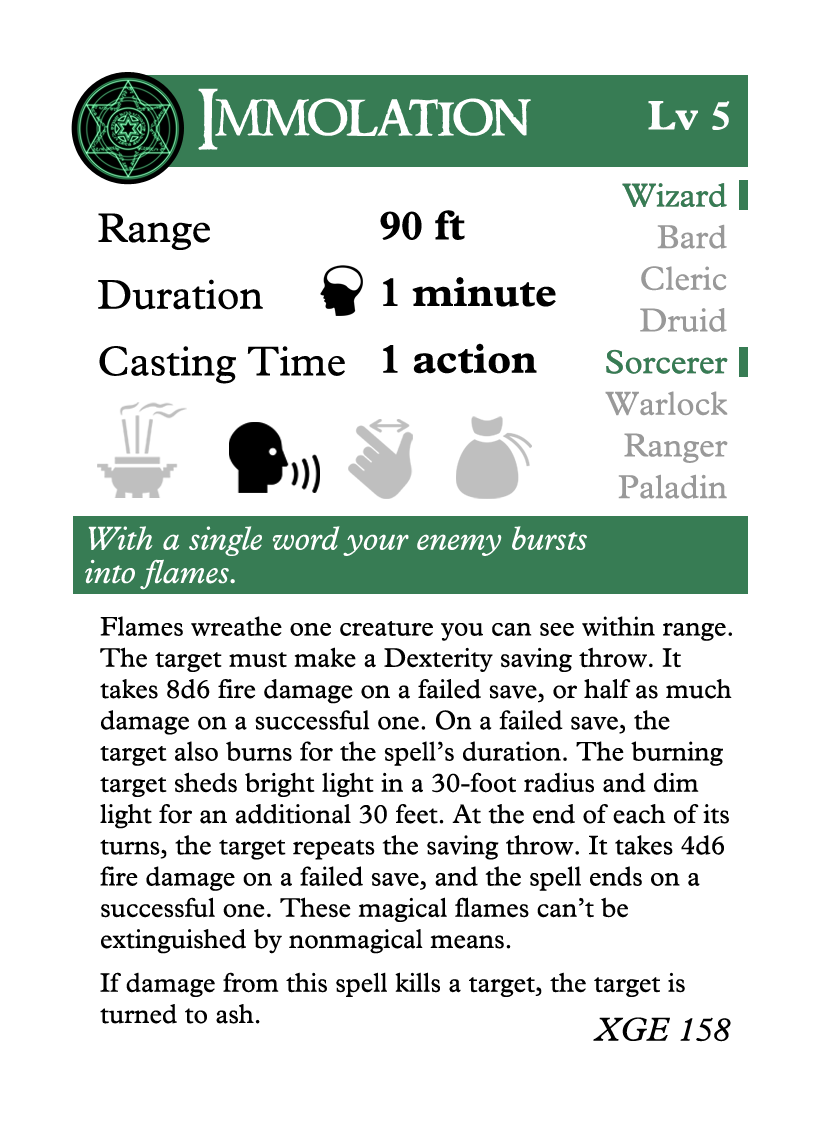 Immolation
Lv 5
Range 90 ft
Duration 1 minute
Casting Time 1 action
Wizard
Bard
Cleric
Druid
Sorcerer
Warlock
Ranger
Paladin
With a single word your enemy bursts
into flames.
Flames wreathe one creature you can see within range.
The target must make a Dexterity saving throw. It
takes 8d6 fire damage on a failed save, or half as much
damage on a successful one. On a failed save, the
target also burns for the spell’s duration. The burning
target sheds bright light in a 30-foot radius and dim
light for an additional 30 feet. At the end of each of its
turns, the target repeats the saving throw. It takes 4d6
fire damage on a failed save, and the spell ends on a
successful one. These magical flames can’t be
extinguished by nonmagical means.
If damage from this spell kills a target, the target is
turned to ash.
XGE 158